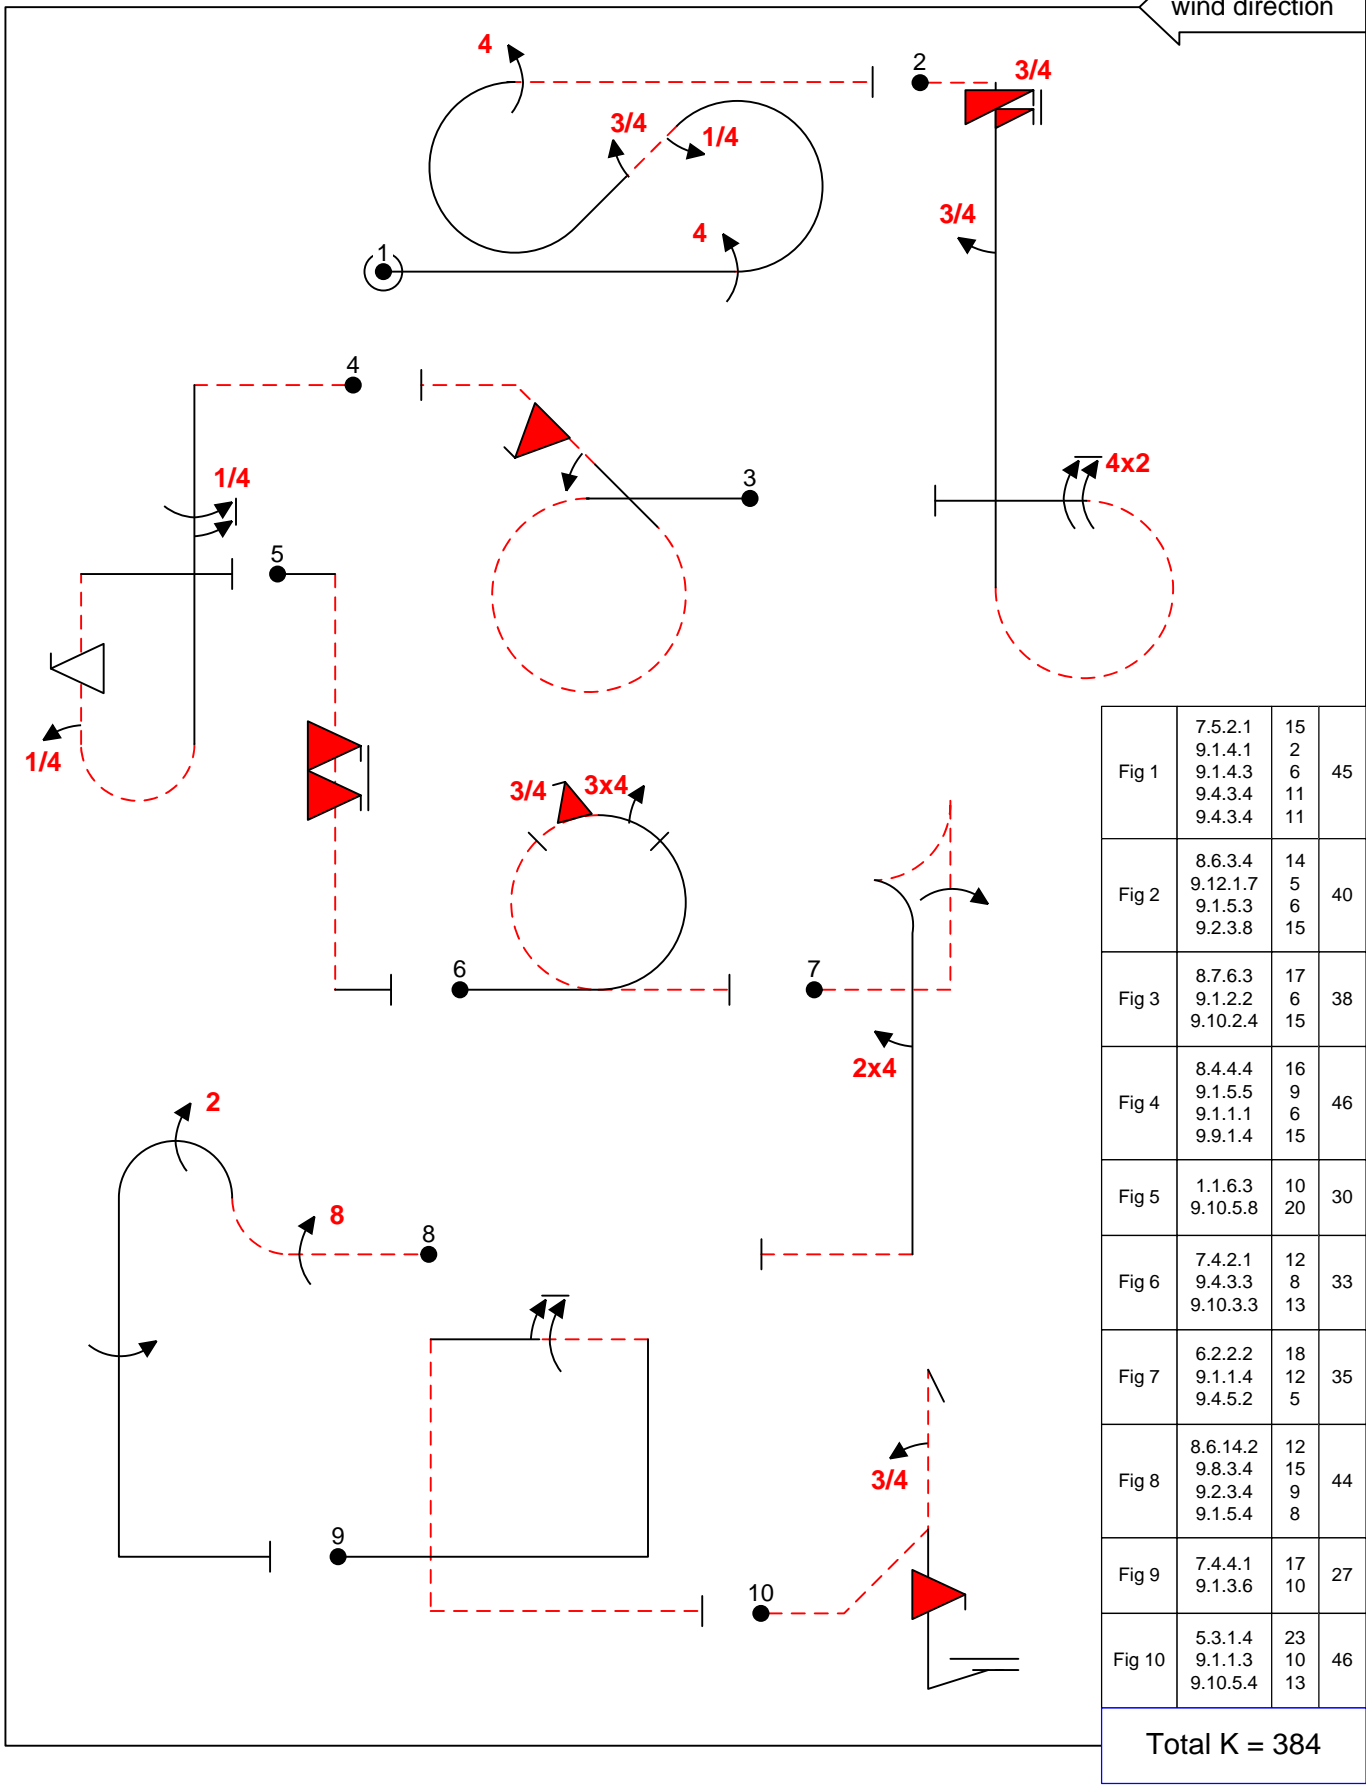 wind direction
4
2
3/4
3/4
1/4
3/4
4
1
4
1/4
3
4x2
5
1/4
3/4
3x4
6
7
2x4
2
8
8
9
3/4
10
Fig 1
7.5.2.1 15
9.1.4.1 2
9.1.4.3 6 45
9.4.3.4 11
9.4.3.4 11
Fig 2
8.6.3.4 14
9.12.1.7 5
9.1.5.3 6 40
9.2.3.8 15
Fig 3
8.7.6.3 17
9.1.2.2 6 38
9.10.2.4 15
Fig 4
8.4.4.4 16
9.1.5.5 9
9.1.1.1 6 46
9.9.1.4 15
Fig 5
1.1.6.3 10
9.10.5.8 20 30
Fig 6
7.4.2.1 12
9.4.3.3 8 33
9.10.3.3 13
Fig 7
6.2.2.2 18
9.1.1.4 12 35
9.4.5.2 5
Fig 8
8.6.14.2 12
9.8.3.4 15
9.2.3.4 9 44
9.1.5.4 8
Fig 9
7.4.4.1 17
9.1.3.6 10 27
Fig 10
5.3.1.4 23
9.1.1.3 10 46
9.10.5.4 13
Total K = 384